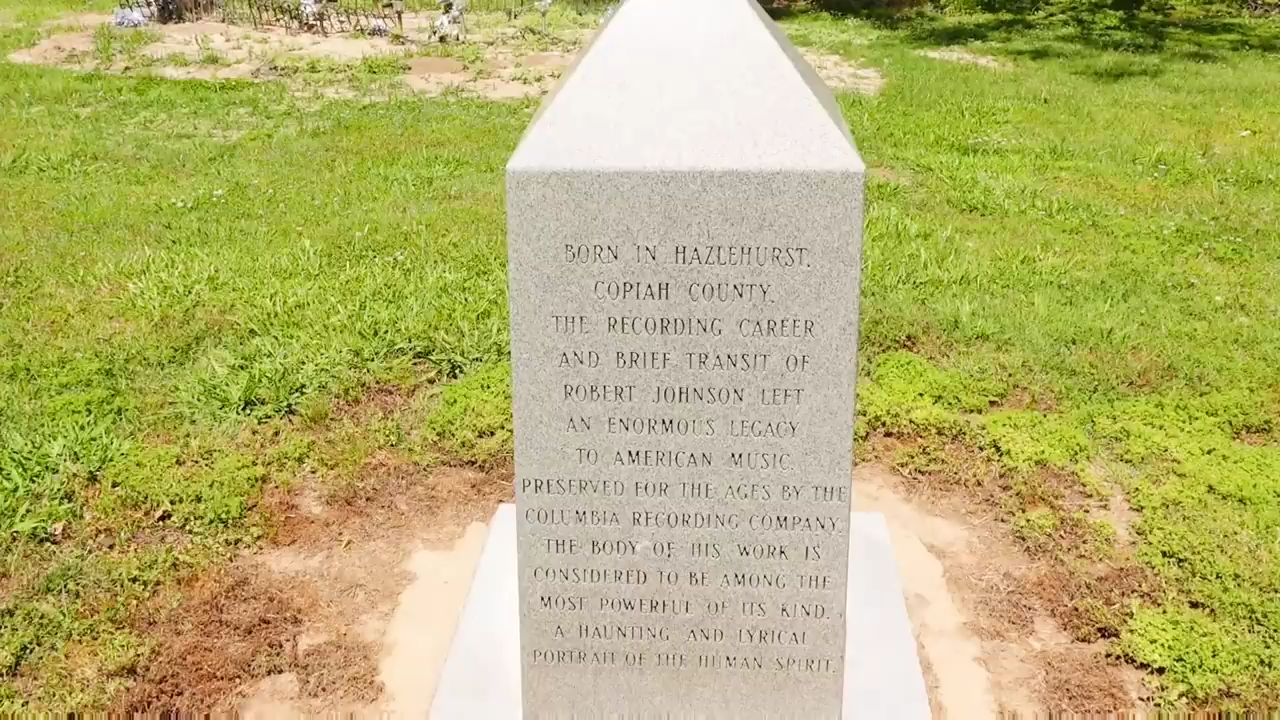 BORN IN HAZLEHURST,
COPIAH COUNTY,
THE RECORDING CAREER
AND BRIEF TRANSIT OF
ROBERT JOHNSON LEFT
AN ENORMOUS LEGACY
TO AMERICAN MUSIC.
PRESERVED FOR THE AGES BY THE
COLUMBIA RECORDING COMPANY,
THE BODY OF HIS WORK IS
CONSIDERED TO BE AMONG THE
MOST POWERFUL OF ITS KIND,
A HAUNTING AND LYRICAL
PORTRAIT OF THE HUMAN SPIRIT.